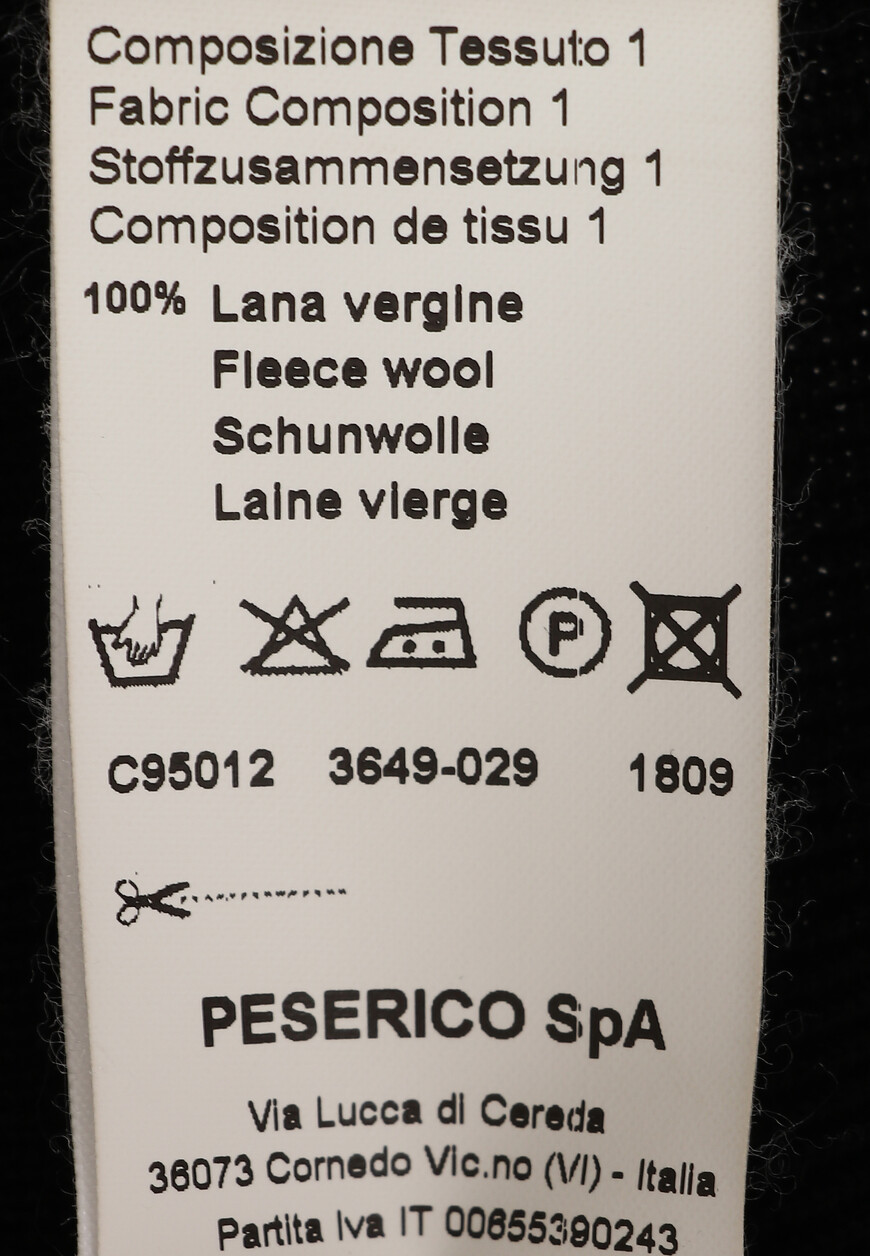 Composizione Tessuto 1
Fabric Composition 1
Stoffzusammensetzung 1
Composition de tissu 1
100% Lana vergine
Fleece wool
Schunwolle
Laine vierge
P
C95012 3649-029 1809
PESERICO SpA
Via Lucca di Cereda
36073 Cornedo Vic.no (VI) - Italia
Partita Iva IT 00655390243